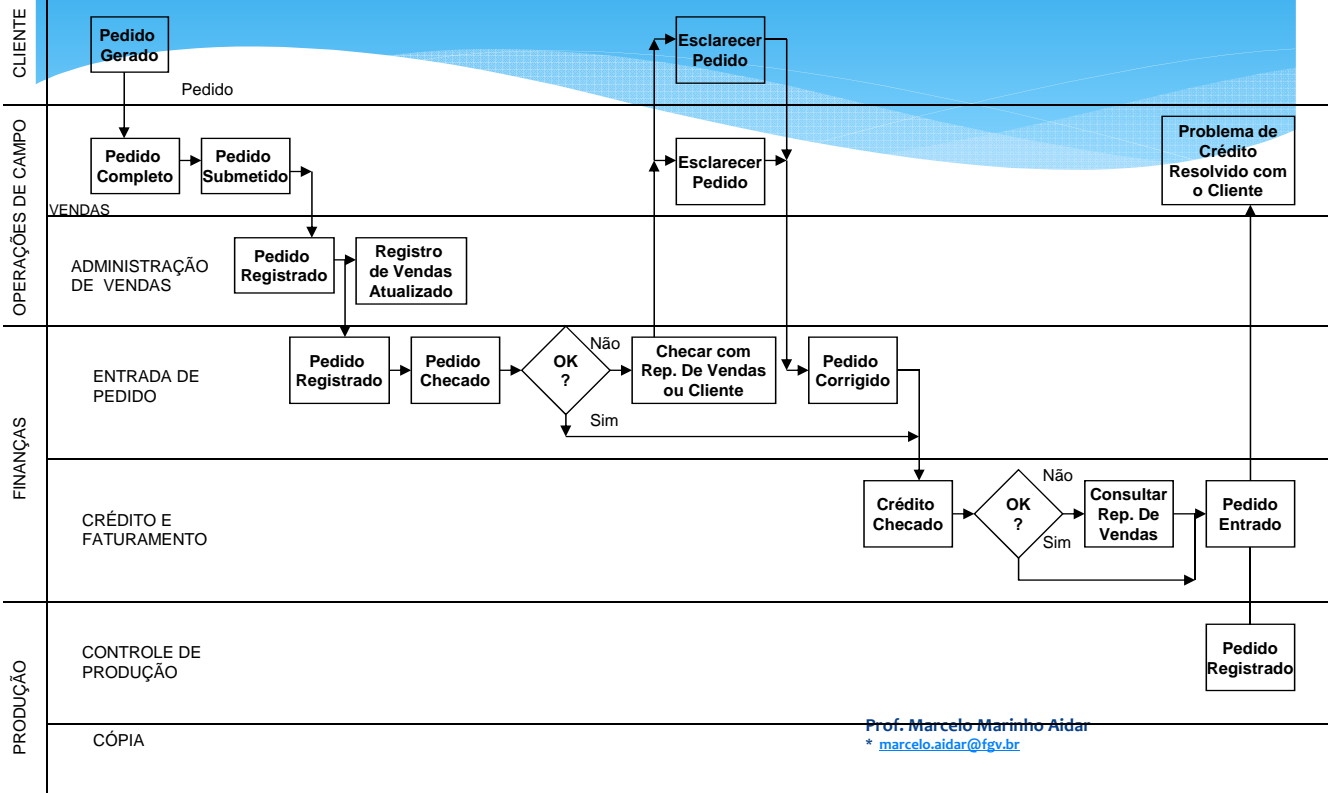 CLIENTE
Pedido
Gerado
Pedido
Esclarecer
Pedido
OPERAÇÕES DE CAMPO
VENDAS
Pedido
Completo
Pedido
Submetido
Esclarecer
Pedido
Problema de
Crédito
Resolvido com
o Cliente
ADMINISTRAÇÃO
DE VENDAS
Pedido
Registrado
Registro
de Vendas
Atualizado
FINANÇAS
ENTRADA DE
PEDIDO
Pedido
Registrado
Pedido
Checado
OK
?
Não
Sim
Checar com
Rep. De Vendas
ou Cliente
Pedido
Corrigido
CRÉDITO E
FATURAMENTO
Crédito
Checado
OK
?
Não
Sim
Consultar
Rep. De
Vendas
Pedido
Entrado
PRODUÇÃO
CONTROLE DE
PRODUÇÃO
Pedido
Registrado
CÓPIA
Prof. Marcelo Marinho Aidar
* marcelo.aidar@fgv.br